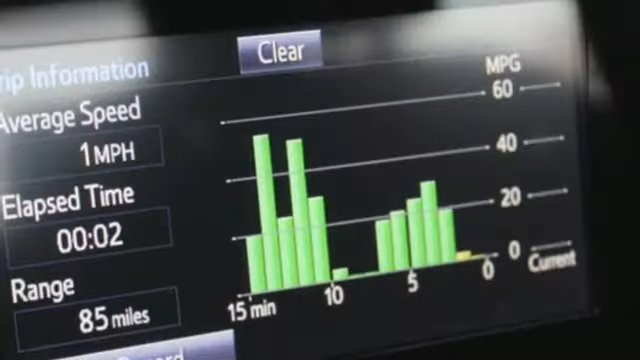 Clear
rip Information
Average Speed
1 MPH
Elapsed Time
00:02
Range
85 miles
MPG
60
40
20
0
Current
15 min
10
5
0